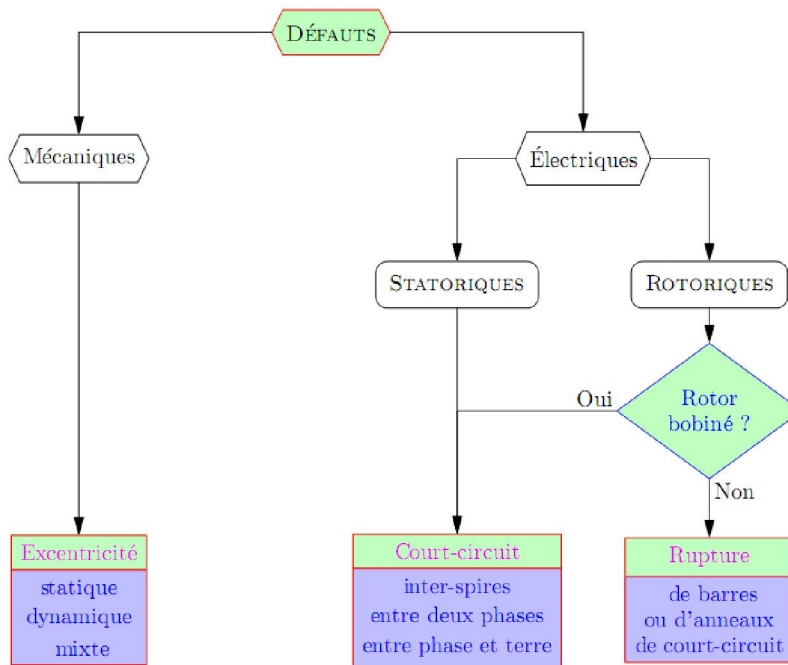 DÉFAUTS
Mécaniques
Électriques
STATORIQUES
ROTORIQUES
Oui
Rotor
bobiné ?
Non
Excentricité
statique
dynamique
mixte
Court-circuit
inter-spires
entre deux phases
entre phase et terre
Rupture
de barres
ou d'anneaux
de court-circuit